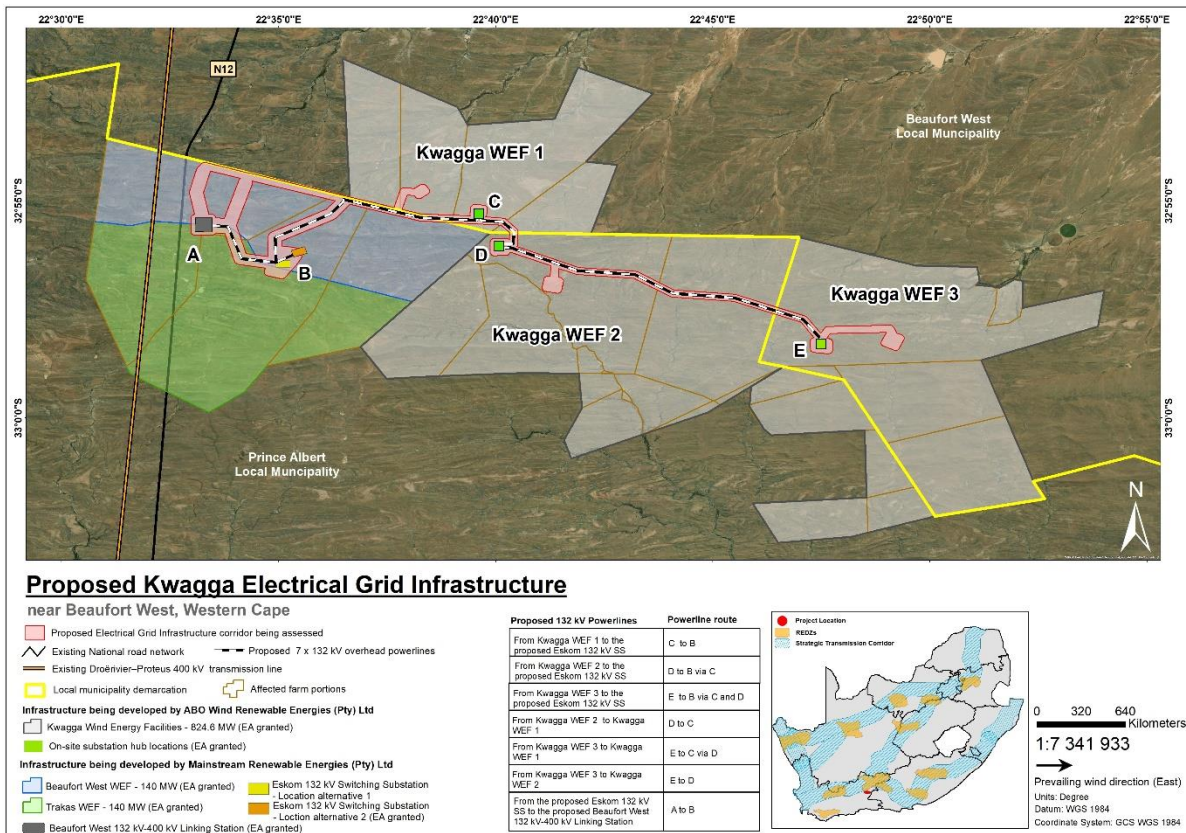 22°30'0"E 22°35'0"E 22°40'0"E 22°45'0"E 22°50'0"E 22°55'0"E
N12
Beaufort West
Local Muncipality
Kwagga WEF 1
32°55'S
32°55'S
C
A
B
D
Kwagga WEF 3
Kwagga WEF 2
E
33°0'0"S
33°0'0"S
Prince Albert
Local Muncipality
N
Proposed Kwagga Electrical Grid Infrastructure
near Beaufort West, Western Cape
Proposed Electrical Grid Infrastructure corridor being assessed
Existing National road network
Proposed 7 x 132 kV overhead powerlines
Existing Droërivier–Proteus 400 kV transmission line
Local municipality demarcation
Affected farm portions
Infrastructure being developed by ABO Wind Renewable Energies (Pty) Ltd
Kwagga Wind Energy Facilities - 824.6 MW (EA granted)
On-site substation hub locations (EA granted)
Infrastructure being developed by Mainstream Renewable Energies (Pty) Ltd
Beaufort West WEF - 140 MW (EA granted)
Trakas WEF - 140 MW (EA granted)
Beaufort West 132 kV-400 kV Linking Station (EA granted)
Eskom 132 kV Switching Substation
- Location alternative 1
Eskom 132 kV Switching Substation
- Loction alternative 2 (EA granted)
Proposed 132 kV Powerlines Powerline route
From Kwagga WEF 1 to the
proposed Eskom 132 kV SS
C to B
From Kwagga WEF 2 to the
proposed Eskom 132 kV SS
D to B via C
From Kwagga WEF 3 to the
proposed Eskom 132 kV SS
E to B via C and D
From Kwagga WEF 2 to Kwagga
WEF 1
D to C
From Kwagga WEF 3 to Kwagga
WEF 1
E to C via D
From Kwagga WEF 3 to Kwagga
WEF 2
E to D
From the proposed Eskom 132 kV
SS to the proposed Beaufort West
132 kV-400 kV Linking Station
A to B
Project Location
REDZs
Strategic Transmission Corridor
0 320 640
Kilometers
1:7 341 933
Prevailing wind direction (East)
Units: Degree
Datum: WGS 1984
Coordinate System: GCS WGS 1984